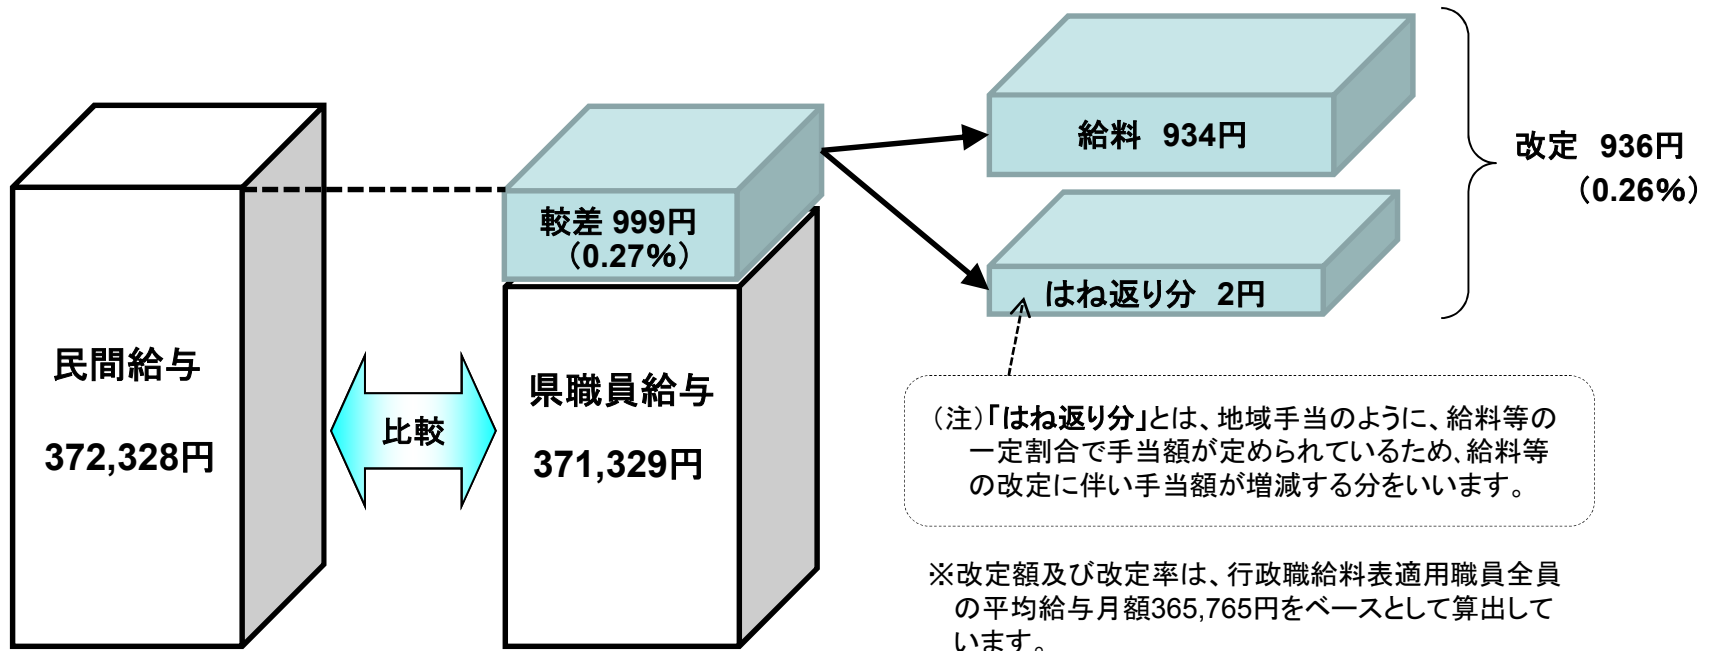 民間給与
372,328円
比較
較差 999円
（0.27%）
県職員給与
371,329円
給料 934円
はね返り分 2円
改定 936円
（0.26%）
（注）「はね返り分」とは、地域手当のように、給料等の
一定割合で手当額が定められているため、給料等
の改定に伴い手当額が増減する分をいいます。
※改定額及び改定率は、行政職給料表適用職員全員
の平均給与月額365,765円をベースとして算出して
います。